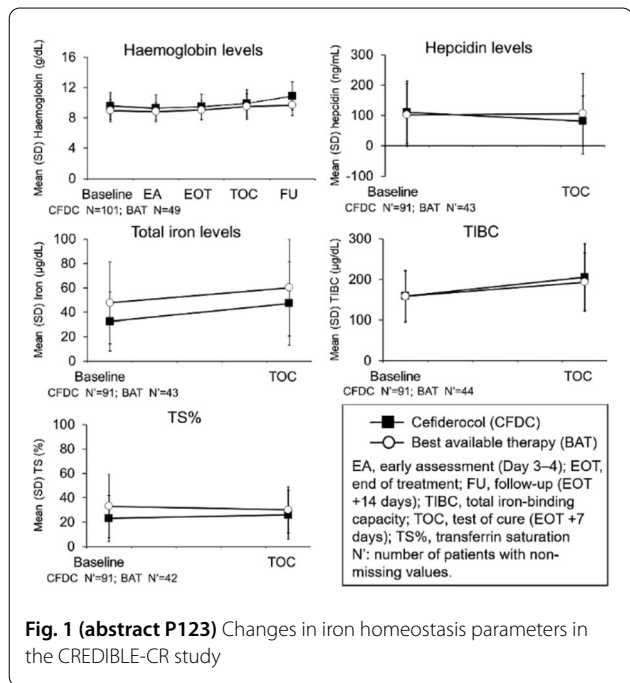 Haemoglobin levels
Mean (SD) Haemoglobin (g/dL)
16
12
8
4
0
Baseline EA EOT TOC FU
CFDC N=101; BAT N=49
Hepcidin levels
Mean (SD) hepcidin (ng/mL)
300
200
100
0
-100
Baseline TOC
CFDC N'=91; BAT N'=43
Total iron levels
Mean (SD) Iron (µg/dL)
100
80
60
40
20
0
Baseline TOC
CFDC N'=91; BAT N'=43
TIBC
Mean (SD) TIBC (µg/dL)
300
200
100
0
Baseline TOC
CFDC N'=91; BAT N'=44
TS%
Mean (SD) TS (%)
100
80
60
40
20
0
Baseline TOC
CFDC N'=91; BAT N'=42
Cefiderocol (CFDC)
Best available therapy (BAT)
EA, early assessment (Day 3–4); EOT,
end of treatment; FU, follow-up (EOT
+14 days); TIBC, total iron-binding
capacity; TOC, test of cure (EOT +7
days); TS%, transferrin saturation
N': number of patients with non-
missing values.
Fig. 1 (abstract P123) Changes in iron homeostasis parameters in
the CREDIBLE-CR study